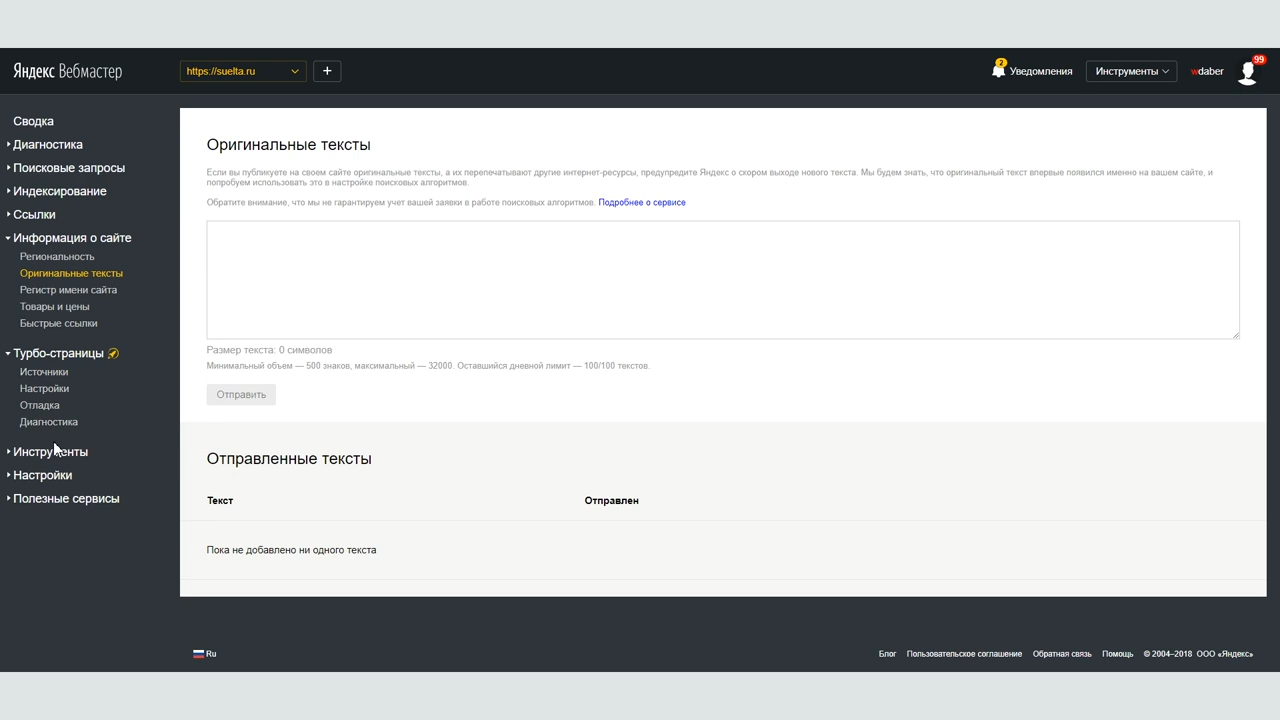 Яндекс Вебмастер
https://suelta.ru
+
2
Уведомления
Инструменты
wdaber
99
Сводка
Диагностика
Поисковые запросы
Индексирование
Ссылки
Информация о сайте
Региональность
Оригинальные тексты
Регистр имени сайта
Товары и цены
Быстрые ссылки
Турбо-страницы
Источники
Настройки
Отладка
Диагностика
Инструменты
Настройки
Полезные сервисы
Оригинальные тексты
Если вы публикуете на своем сайте оригинальные тексты, а их перепечатывают другие интернет-ресурсы, предупредите Яндекс о скором выходе нового текста. Мы будем знать, что оригинальный текст впервые появился именно на вашем сайте, и
попробуем использовать это в настройке поисковых алгоритмов.
Обратите внимание, что мы не гарантируем учет вашей заявки в работе поисковых алгоритмов. Подробнее о сервисе
Размер текста: 0 символов
Минимальный объем — 500 знаков, максимальный — 32000. Оставшийся дневной лимит — 100/100 текстов.
Отправить
Отправленные тексты
Текст
Отправлен
Пока не добавлено ни одного текста
Ru
Блог
Пользовательское соглашение
Обратная связь
Помощь
© 2004–2018 ООО «Яндекс»